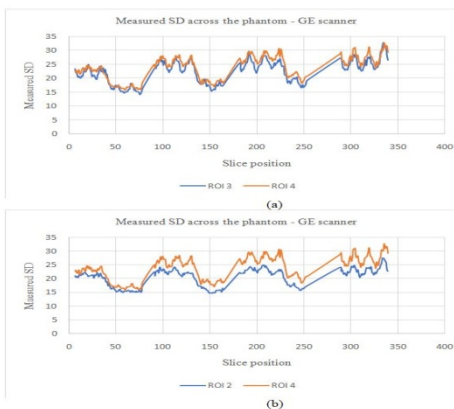 Measured SD across the phantom - GE scanner
Measured SD
35
30
25
20
15
10
5
0
0 50 100 150 200 250 300 350 400
Slice position
ROI 3 ROI 4
(a)
Measured SD across the phantom - GE scanner
Measured SD
35
30
25
20
15
10
5
0
0 50 100 150 200 250 300 350 400
Slice position
ROI 2 ROI 4
(b)